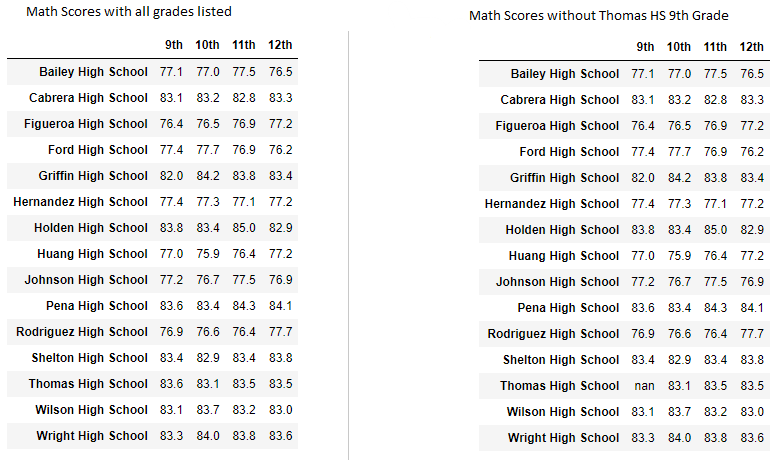 Math Scores with all grades listed
9th 10th 11th 12th
Bailey High School 77.1 77.0 77.5 76.5
Cabrera High School 83.1 83.2 82.8 83.3
Figueroa High School 76.4 76.5 76.9 77.2
Ford High School 77.4 77.7 76.9 76.2
Griffin High School 82.0 84.2 83.8 83.4
Hernandez High School 77.4 77.3 77.1 77.2
Holden High School 83.8 83.4 85.0 82.9
Huang High School 77.0 75.9 76.4 77.2
Johnson High School 77.2 76.7 77.5 76.9
Pena High School 83.6 83.4 84.3 84.1
Rodriguez High School 76.9 76.6 76.4 77.7
Shelton High School 83.4 82.9 83.4 83.8
Thomas High School 83.6 83.1 83.5 83.5
Wilson High School 83.1 83.7 83.2 83.0
Wright High School 83.3 84.0 83.8 83.6
Math Scores without Thomas HS 9th Grade
9th 10th 11th 12th
Bailey High School 77.1 77.0 77.5 76.5
Cabrera High School 83.1 83.2 82.8 83.3
Figueroa High School 76.4 76.5 76.9 77.2
Ford High School 77.4 77.7 76.9 76.2
Griffin High School 82.0 84.2 83.8 83.4
Hernandez High School 77.4 77.3 77.1 77.2
Holden High School 83.8 83.4 85.0 82.9
Huang High School 77.0 75.9 76.4 77.2
Johnson High School 77.2 76.7 77.5 76.9
Pena High School 83.6 83.4 84.3 84.1
Rodriguez High School 76.9 76.6 76.4 77.7
Shelton High School 83.4 82.9 83.4 83.8
Thomas High School nan 83.1 83.5 83.5
Wilson High School 83.1 83.7 83.2 83.0
Wright High School 83.3 84.0 83.8 83.6